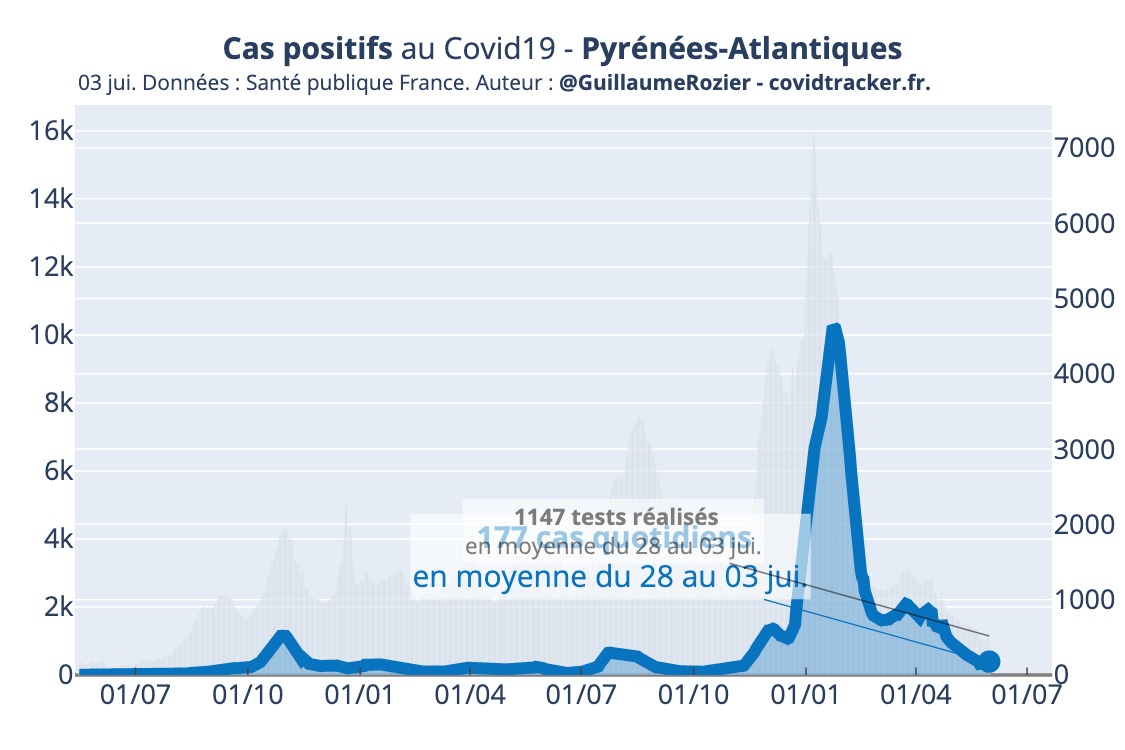 Cas positifs au Covid19 - Pyrénées-Atlantiques
03 jui. Données : Santé publique France. Auteur : @GuillaumeRozier - covidtracker.fr.
16k
14k
12k
10k
8k
6k
4k
2k
0
7000
6000
5000
4000
3000
2000
1000
0
1147 tests réalisés
177 cas quotidiens
en moyenne du 28 au 03 jui.
en moyenne du 28 au 03 jui.
01/07 01/10 01/01 01/04 01/07 01/10 01/01 01/04 01/07